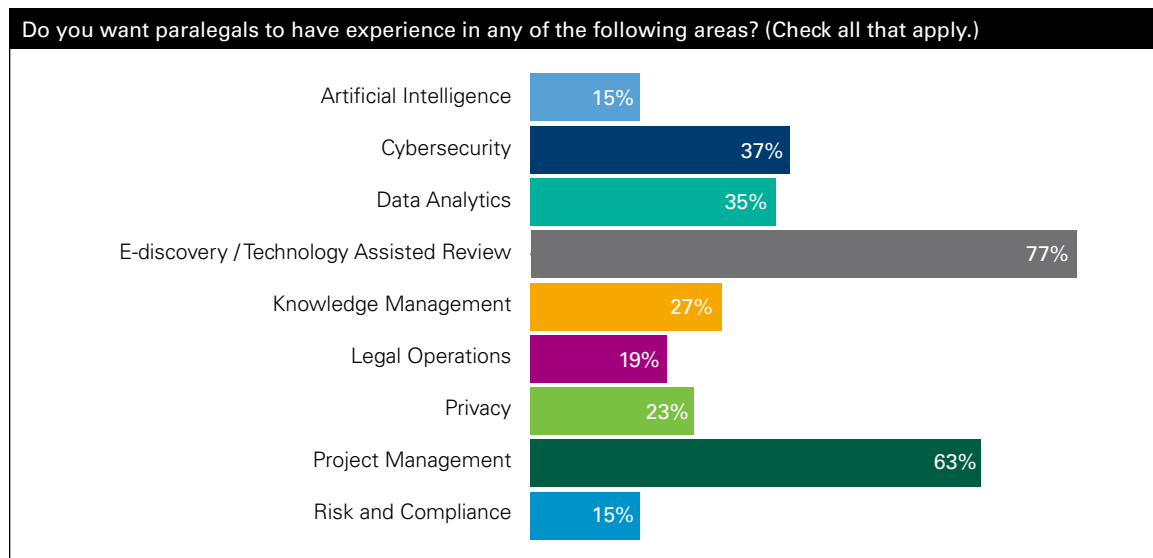 Do you want paralegals to have experience in any of the following areas? (Check all that apply.)
Artificial Intelligence 15%
Cybersecurity 37%
Data Analytics 35%
E-discovery / Technology Assisted Review 77%
Knowledge Management 27%
Legal Operations 19%
Privacy 23%
Project Management 63%
Risk and Compliance 15%